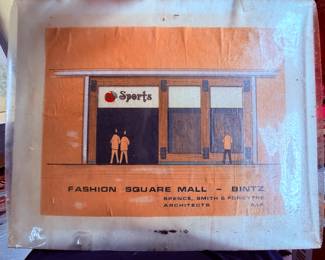 Sports
FASHION SQUARE MALL - BINTZ
SPENCE, SMITH & FORSYTHE
ARCHITECTS A.I.A.